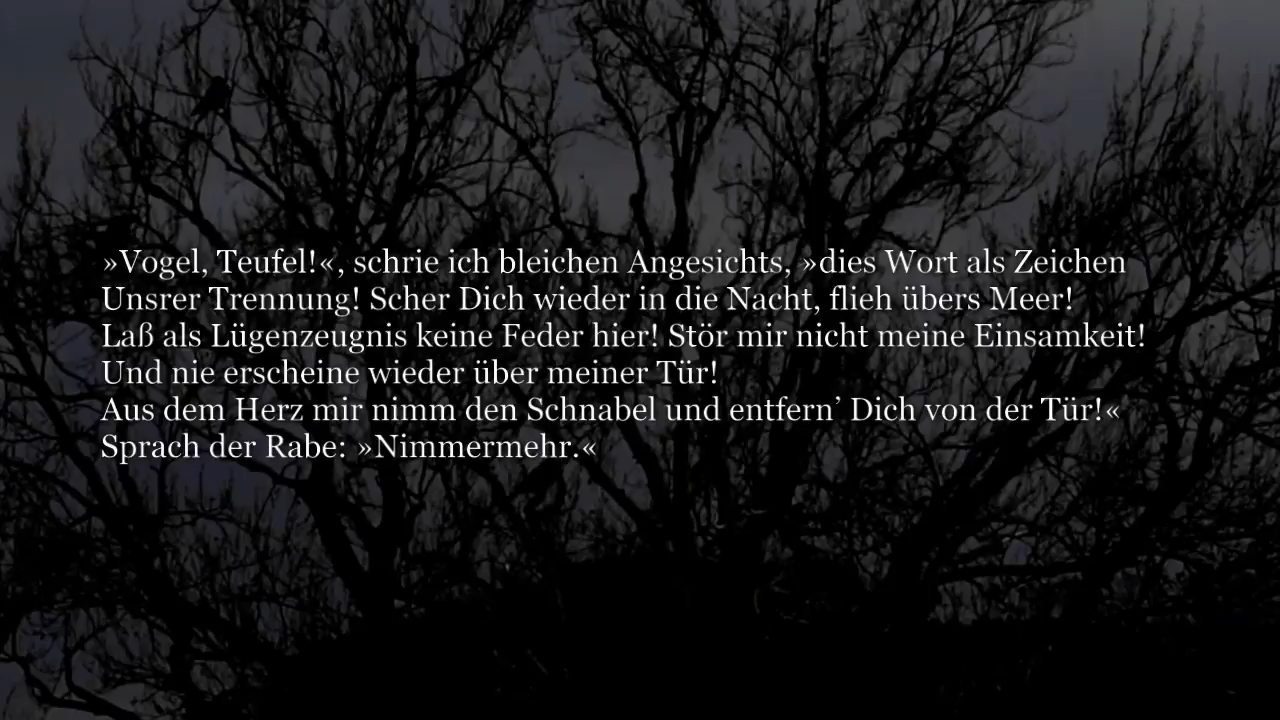 »Vogel, Teufel!«, schrie ich bleichen Angesichts, »dies Wort als Zeichen
Unsrer Trennung! Scher Dich wieder in die Nacht, flieh übers Meer!
Laß als Lügenzeugnis keine Feder hier! Stör mir nicht meine Einsamkeit!
Und nie erscheine wieder über meiner Tür!
Aus dem Herz mir nimm den Schnabel und entfern’ Dich von der Tür!«
Sprach der Rabe: »Nimmermehr.«